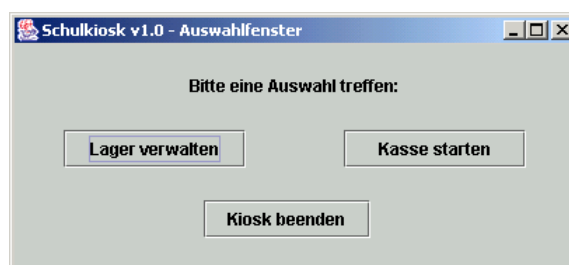 Schulkiosk v1.0 - Auswahlfenster
Bitte eine Auswahl treffen:
Lager verwalten
Kasse starten
Kiosk beenden